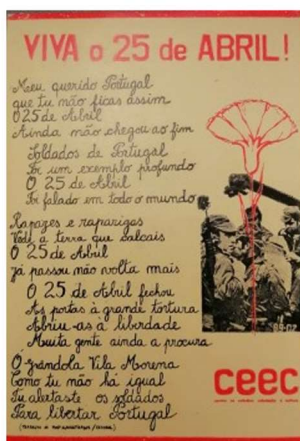 VIVA o 25 de ABRIL!
Meu querido Portugal
que tu não ficas assim
O 25 de Abril
Ainda não chegou ao fim
Soldados de Portugal
Foi um exemplo profundo
O 25 de Abril
Foi falado em todo o mundo
Rapazes e raparigas
Vede a terra que calcais
O 25 de Abril
Já passou não volta mais
O 25 de Abril fechou
As portas à grande tortura
Abriu-as à liberdade
Muita gente ainda a procura
Ó grândola Vila Morena
Como tu não há igual
Tu alertaste os soldados
Para libertar Portugal
ceec